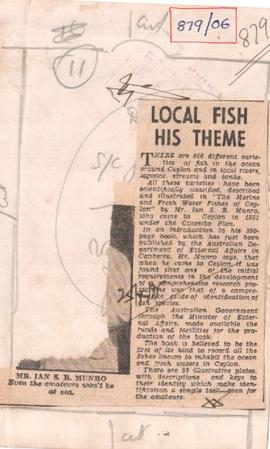 cut
879/06
879
11
S/C
LOCAL FISH
HIS THEME
THERE are 856 different varie-
ties of fish in the ocean
around Ceylon and in local rivers,
lagoons, streams and tanks.
All these varieties have been
scientifically classified, described
and illustrated in "The Marine
and Fresh Water Fishes of Cey-
lon" by Mr. Ian S. R. Munro,
who came to Ceylon in 1951
under the Colombo Plan.
In an introduction to his 350-
page book, which has just been
published by the Australian De-
partment of External Affairs in
Canberra, Mr. Munro says, that
when he came to Ceylon, it was
found that one of the initial
requirements in the development
comprehensive research pro-
was that of a compre-
guide of identification of
species.
The Australian Government
through the Minister of Exter-
nal Affairs, made available the
funds and facilities for the pro-
duction of the book.
The book is believed to be the
first of its kind to record all the
fishes known to inhabit the ocean
and fresh waters in Ceylon.
There are 56 illustrative plates,
with descriptions and keys to
their identity which make iden-
tification a simple task even for
the amateurs.
MR. IAN S. R. MUNRO
Even the amateurs won't be
at sea.
cut
cut